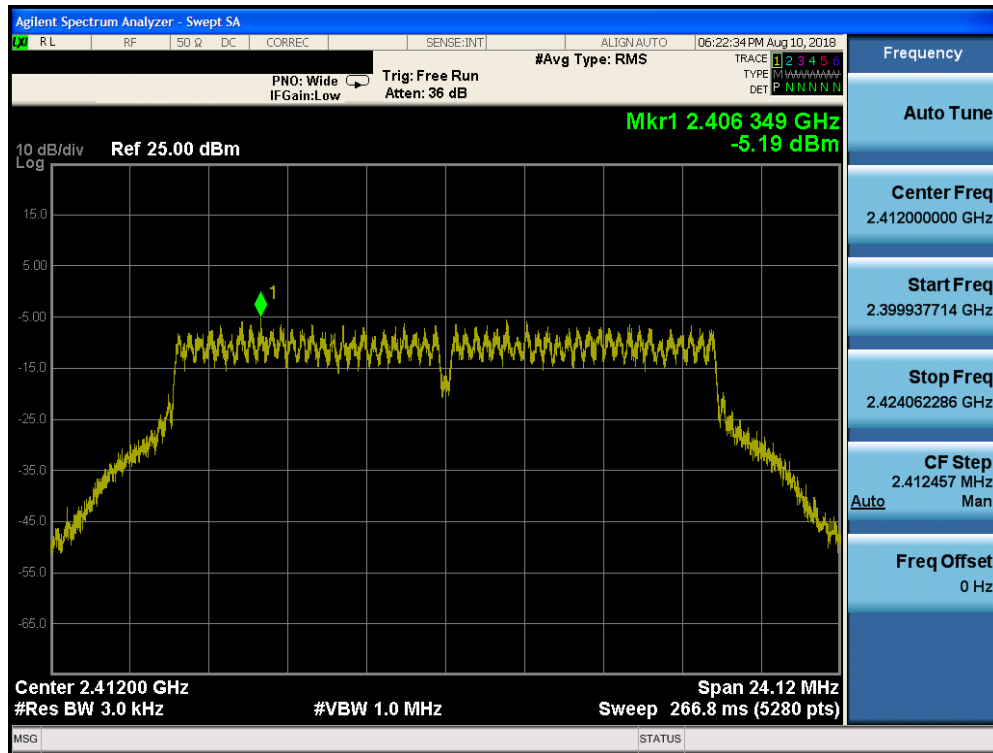 Agilent Spectrum Analyzer - Swept SA
LXI RL RF 50 Ω DC CORREC SENSE:INT ALIGN AUTO 06:22:34 PM Aug 10, 2018
#Avg Type: RMS TRACE 1 2 3 4 5 6
PNO: Wide Trig: Free Run TYPE M W W W W W
IFGain:Low Atten: 36 dB DET P N N N N N
Mkr1 2.406 349 GHz
-5.19 dBm
10 dB/div Ref 25.00 dBm
Log
15.0
5.00
1
-5.00
-15.0
-25.0
-35.0
-45.0
-55.0
-65.0
Center 2.41200 GHz Span 24.12 MHz
#Res BW 3.0 kHz #VBW 1.0 MHz Sweep 266.8 ms (5280 pts)
MSG STATUS
Frequency
Auto Tune
Center Freq
2.412000000 GHz
Start Freq
2.399937714 GHz
Stop Freq
2.424062286 GHz
CF Step
2.412457 MHz
Auto Man
Freq Offset
0 Hz